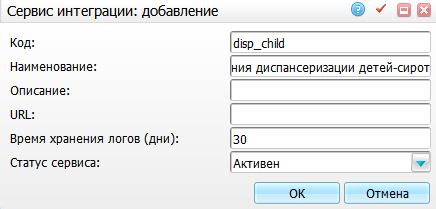 Сервис интеграции: добавление
Код: disp_child
Наименование: ния диспансеризации детей-сирот
Описание:
URL:
Время хранения логов (дни): 30
Статус сервиса: Активен
ОК Отмена